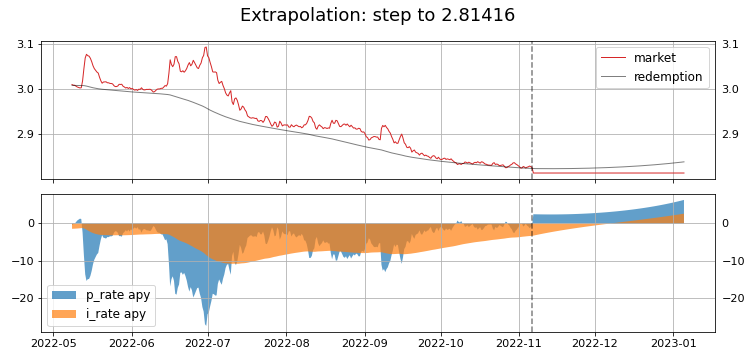 Extrapolation: step to 2.81416
3.1 3.1
market
redemption
3.0 3.0
2.9 2.9
0 0
−10 −10
p_rate apy
−20 −20
i_rate apy
2022-05 2022-06 2022-07 2022-08 2022-09 2022-10 2022-11 2022-12 2023-01